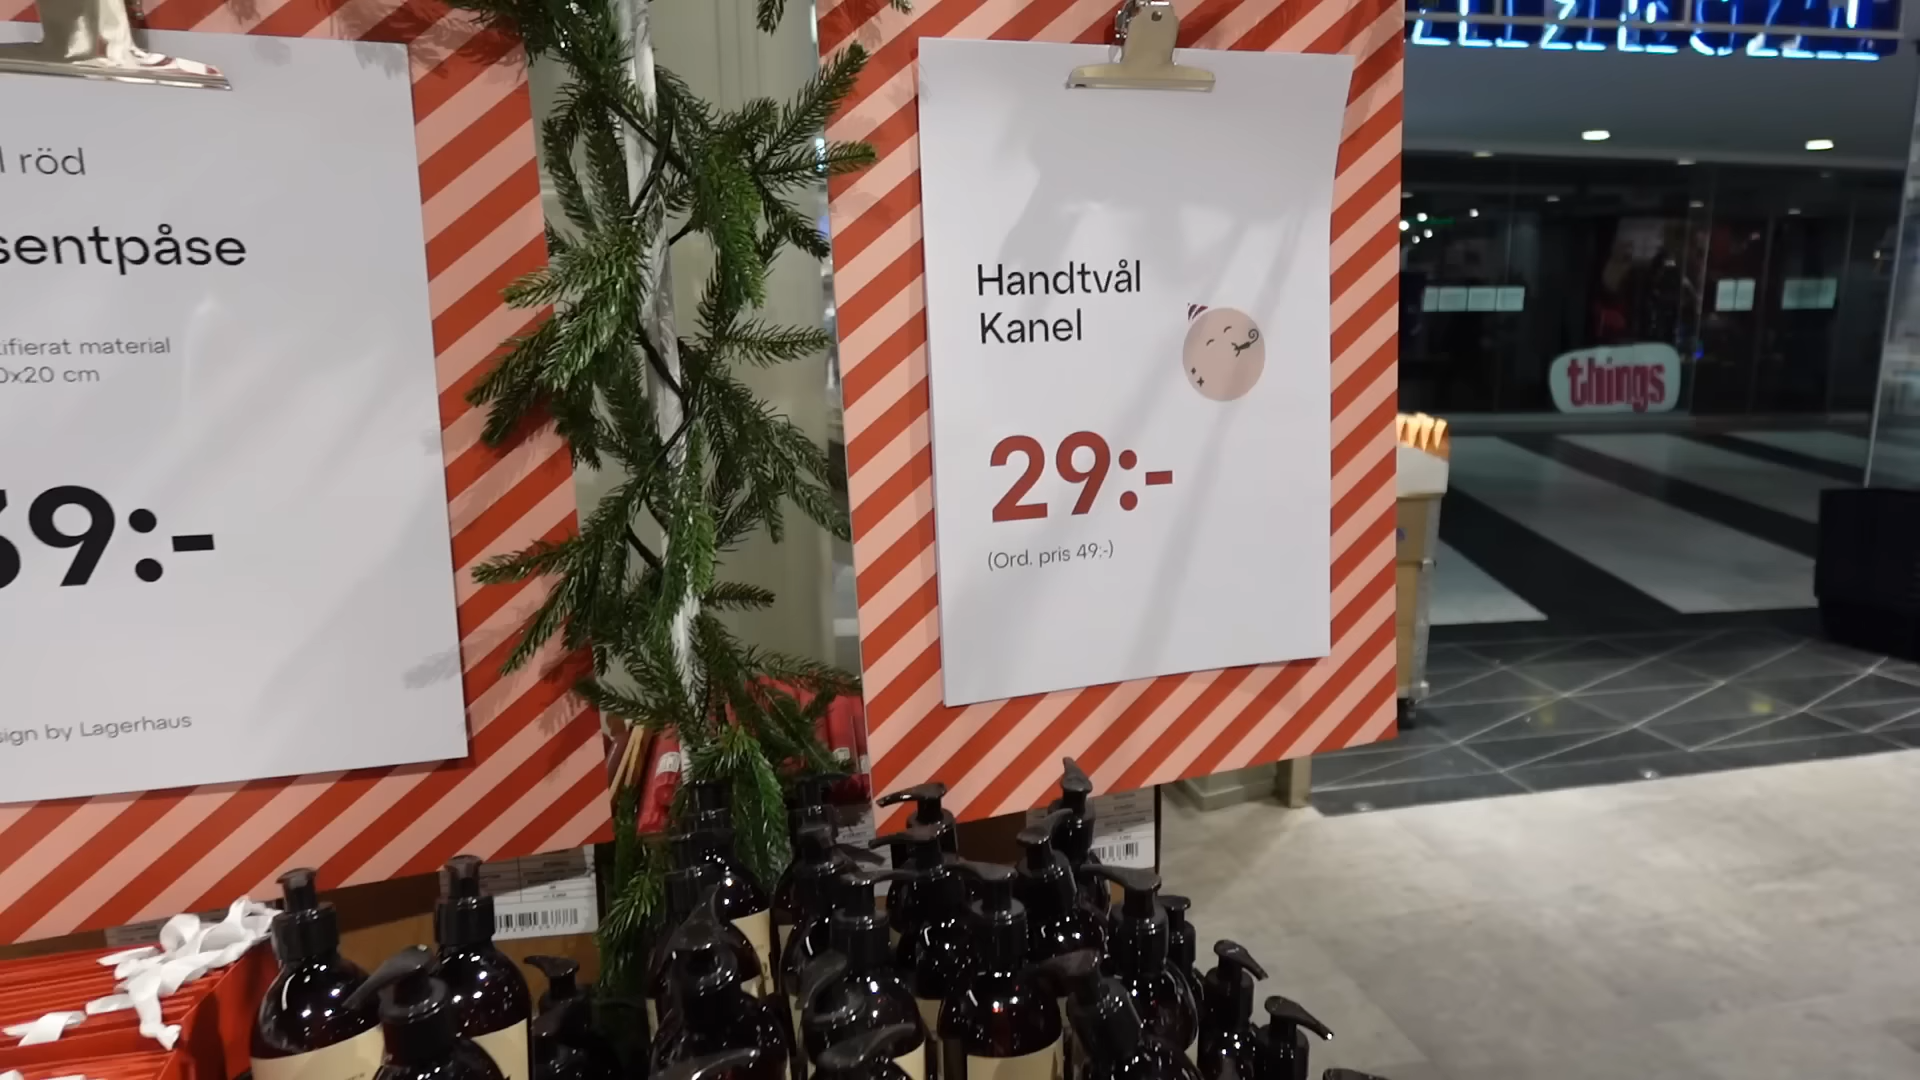 röd
sentpåse
ifierat material
0x20 cm
39:-
sign by Lagerhaus
Handtvål
Kanel
29:-
(Ord. pris 49:-)
things